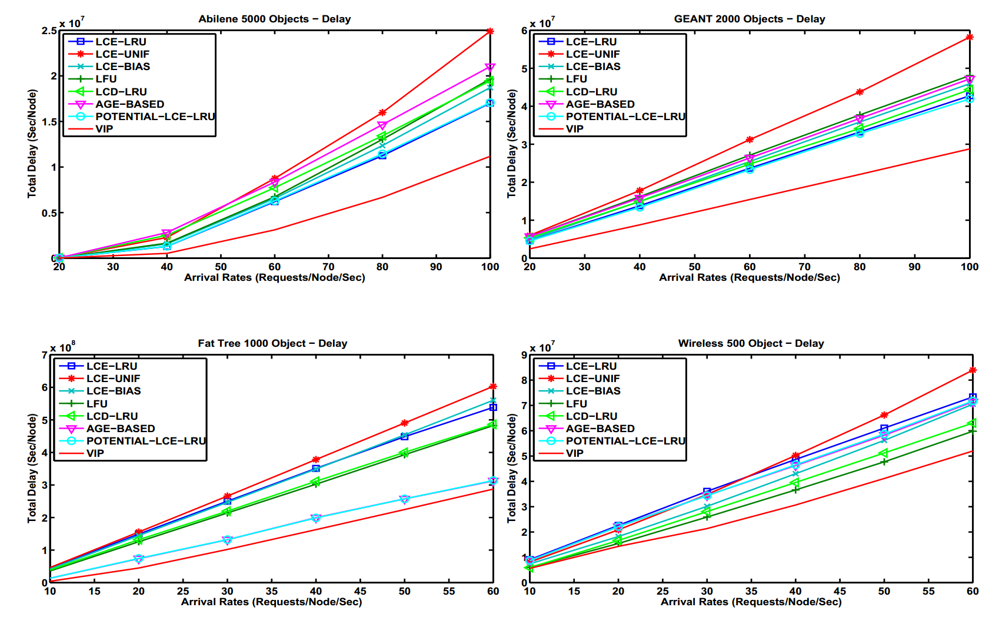 Abilene 5000 Objects − Delay
x 10^7
2.5
2
1.5
1
0.5
0
Total Delay (Sec/Node)
LCE−LRU
LCE−UNIF
LCE−BIAS
LFU
LCD−LRU
AGE−BASED
POTENTIAL−LCE−LRU
VIP
20 30 40 50 60 70 80 90 100
Arrival Rates (Requests/Node/Sec)
GEANT 2000 Objects − Delay
x 10^7
6
5
4
3
2
1
0
Total Delay (Sec/Node)
LCE−LRU
LCE−UNIF
LCE−BIAS
LFU
LCD−LRU
AGE−BASED
POTENTIAL−LCE−LRU
VIP
20 30 40 50 60 70 80 90 100
Arrival Rates (Requests/Node/Sec)
Fat Tree 1000 Object − Delay
x 10^8
7
6
5
4
3
2
1
0
Total Delay (Sec/Node)
LCE−LRU
LCE−UNIF
LCE−BIAS
LFU
LCD−LRU
AGE−BASED
POTENTIAL−LCE−LRU
VIP
10 15 20 25 30 35 40 45 50 55 60
Arrival Rates (Requests/Node/Sec)
Wireless 500 Object − Delay
x 10^7
9
8
7
6
5
4
3
2
1
0
Total Delay (Sec/Node)
LCE−LRU
LCE−UNIF
LCE−BIAS
LFU
LCD−LRU
AGE−BASED
POTENTIAL−LCE−LRU
VIP
10 15 20 25 30 35 40 45 50 55 60
Arrival Rates (Requests/Node/Sec)